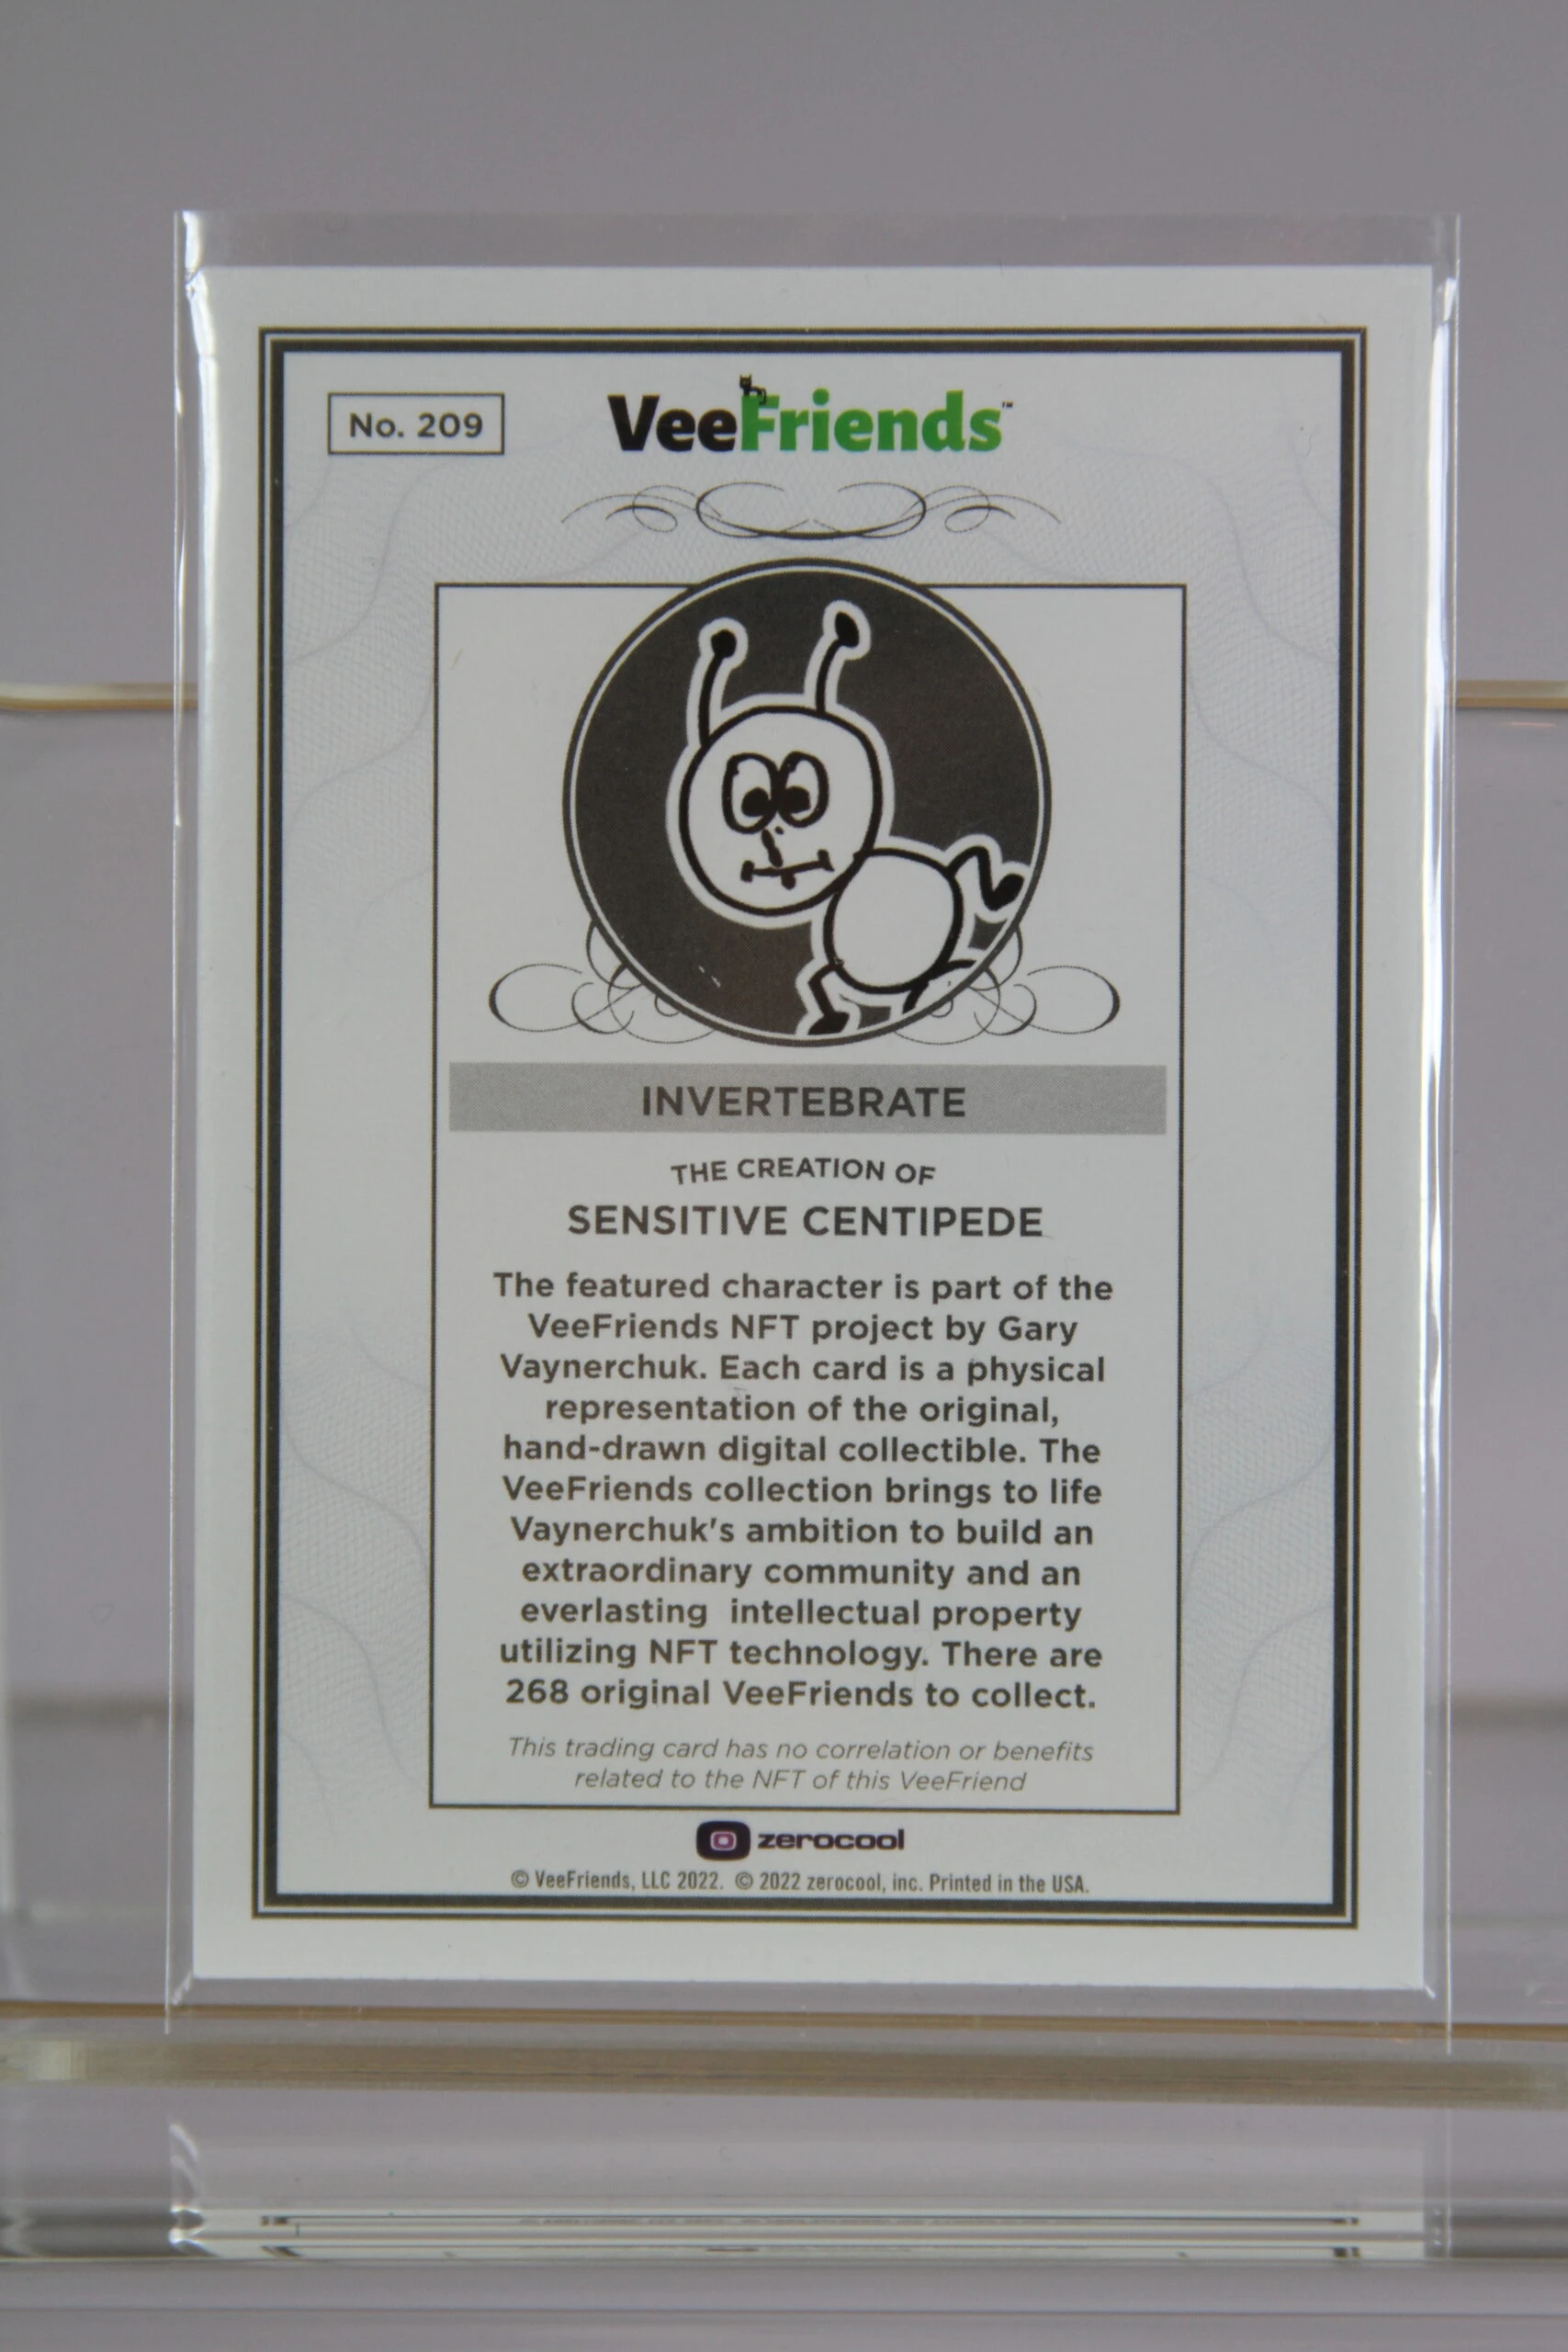 No. 209
VeeFriends™
INVERTEBRATE
THE CREATION OF
SENSITIVE CENTIPEDE
The featured character is part of the
VeeFriends NFT project by Gary
Vaynerchuk. Each card is a physical
representation of the original,
hand-drawn digital collectible. The
VeeFriends collection brings to life
Vaynerchuk's ambition to build an
extraordinary community and an
everlasting  intellectual property
utilizing NFT technology. There are
268 original VeeFriends to collect.
This trading card has no correlation or benefits
related to the NFT of this VeeFriend
zerocool
© VeeFriends, LLC 2022.  © 2022 zerocool, inc. Printed in the USA.